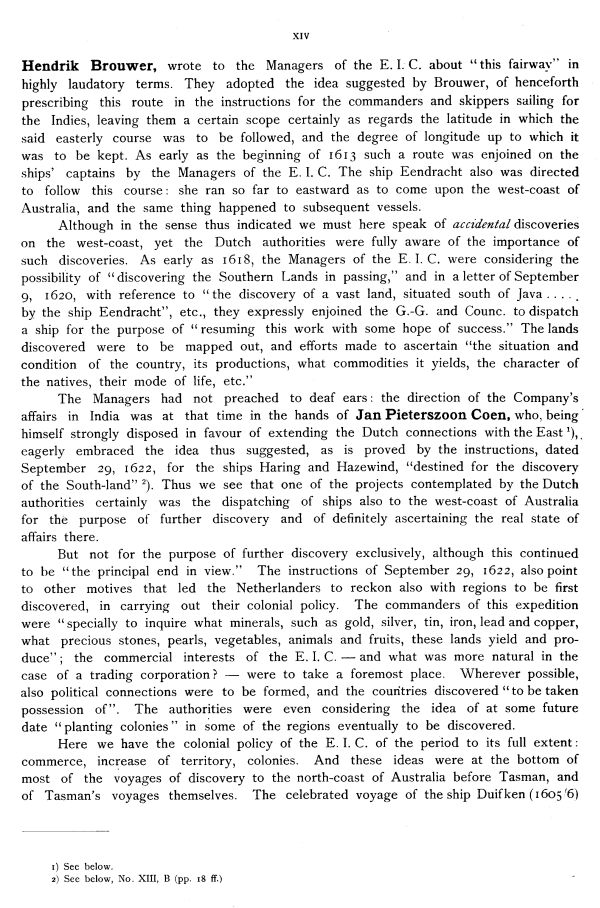 XIV
Hendrik Brouwer, wrote to the Managers of the E. I. C. about "this fairway" in
highly laudatory terms. They adopted the idea suggested by Brouwer, of henceforth
prescribing this route in the instructions for the commanders and skippers sailing for
the Indies, leaving them a certain scope certainly as regards the latitude in which the
said easterly course was to be followed, and the degree of longitude up to which it
was to be kept. As early as the beginning of 1613 such a route was enjoined on the
ships' captains by the Managers of the E. I. C. The ship Eendracht also was directed
to follow this course: she ran so far to eastward as to come upon the west-coast of
Australia, and the same thing happened to subsequent vessels.
Although in the sense thus indicated we must here speak of accidental discoveries
on the west-coast, yet the Dutch authorities were fully aware of the importance of
such discoveries. As early as 1618, the Managers of the E. I. C. were considering the
possibility of "discovering the Southern Lands in passing," and in a letter of September
9, 1620, with reference to "the discovery of a vast land, situated south of Java . . . . .
by the ship Eendracht", etc., they expressly enjoined the G.-G. and Counc. to dispatch
a ship for the purpose of "resuming this work with some hope of success." The lands
discovered were to be mapped out, and efforts made to ascertain "the situation and
condition of the country, its productions, what commodities it yields, the character of
the natives, their mode of life, etc."
The Managers had not preached to deaf ears: the direction of the Company's
affairs in India was at that time in the hands of Jan Pieterszoon Coen, who, being
himself strongly disposed in favour of extending the Dutch connections with the East 1),
eagerly embraced the idea thus suggested, as is proved by the instructions, dated
September 29, 1622, for the ships Haring and Hazewind, "destined for the discovery
of the South-land" 2). Thus we see that one of the projects contemplated by the Dutch
authorities certainly was the dispatching of ships also to the west-coast of Australia
for the purpose of further discovery and of definitely ascertaining the real state of
affairs there.
But not for the purpose of further discovery exclusively, although this continued
to be "the principal end in view." The instructions of September 29, 1622, also point
to other motives that led the Netherlanders to reckon also with regions to be first
discovered, in carrying out their colonial policy. The commanders of this expedition
were "specially to inquire what minerals, such as gold, silver, tin, iron, lead and copper,
what precious stones, pearls, vegetables, animals and fruits, these lands yield and pro-
duce"; the commercial interests of the E. I. C. — and what was more natural in the
case of a trading corporation? — were to take a foremost place. Wherever possible,
also political connections were to be formed, and the countries discovered "to be taken
possession of". The authorities were even considering the idea of at some future
date "planting colonies" in some of the regions eventually to be discovered.
Here we have the colonial policy of the E. I. C. of the period to its full extent:
commerce, increase of territory, colonies. And these ideas were at the bottom of
most of the voyages of discovery to the north-coast of Australia before Tasman, and
of Tasman's voyages themselves. The celebrated voyage of the ship Duifken (1605/6)
1) See below.
2) See below, No. XIII, B (pp. 18 ff.)